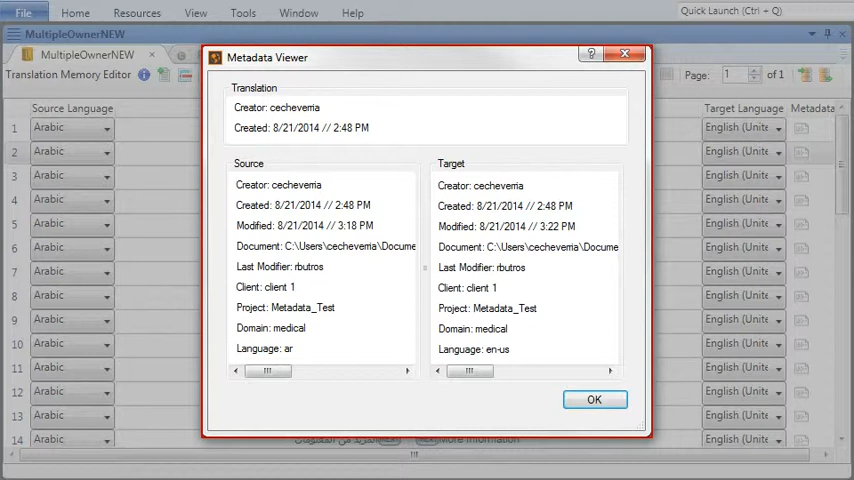 File Home Resources View Tools Window Help Quick Launch (Ctrl + Q)
MultipleOwnerNEW
MultipleOwnerNEW ×
Translation Memory Editor Page: 1 of 1
Source Language Target Language Metadata
1 Arabic English (Unite
2 Arabic English (Unite
3 Arabic English (Unite
4 Arabic English (Unite
5 Arabic English (Unite
6 Arabic English (Unite
7 Arabic English (Unite
8 Arabic English (Unite
9 Arabic English (Unite
10 Arabic English (Unite
11 Arabic English (Unite
12 Arabic English (Unite
13 Arabic English (Unite
14 Arabic المزيد من المعلومات More Information English (Unite
Metadata Viewer
Translation
Creator: cecheverria
Created: 8/21/2014 // 2:48 PM
Source
Creator: cecheverria
Created: 8/21/2014 // 2:48 PM
Modified: 8/21/2014 // 3:18 PM
Document: C:\Users\cecheverria\Docume
Last Modifier: rbutros
Client: client 1
Project: Metadata_Test
Domain: medical
Language: ar
Target
Creator: cecheverria
Created: 8/21/2014 // 2:48 PM
Modified: 8/21/2014 // 3:22 PM
Document: C:\Users\cecheverria\Docume
Last Modifier: rbutros
Client: client 1
Project: Metadata_Test
Domain: medical
Language: en-us
OK